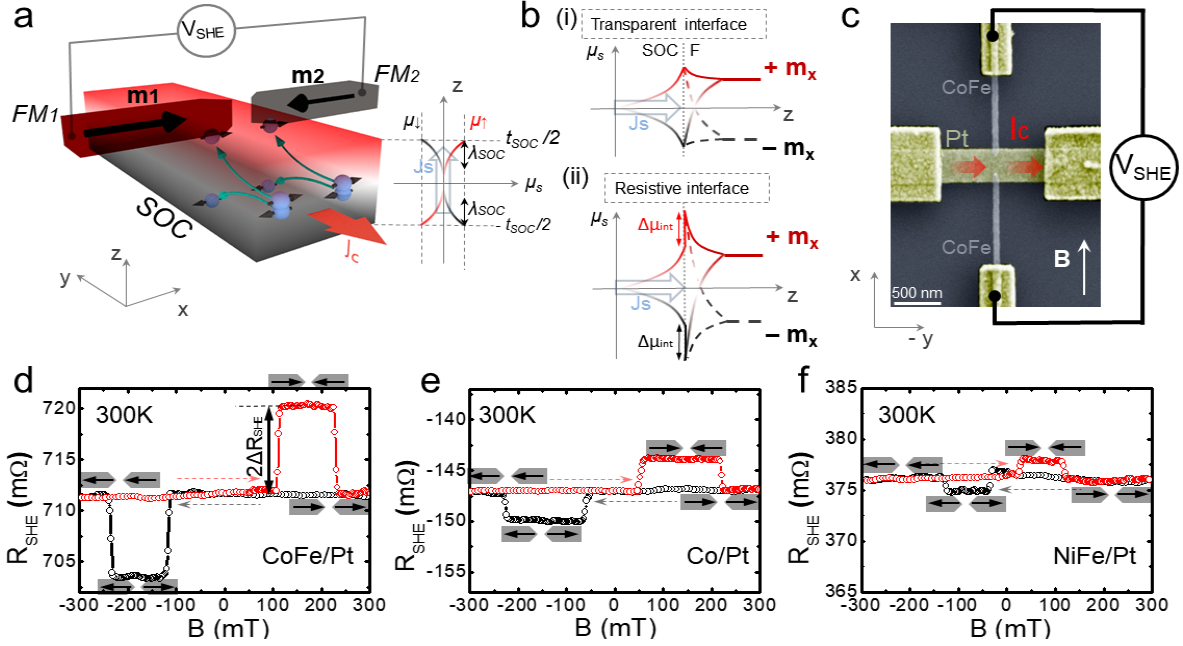 a
V_SHE
FM₁
m1
m2
FM₂
SOC
Jc
y
z
x
z
μ↓
μ↑
t_SOC/2
λ_SOC
Js
μs
λ_SOC
- t_SOC/2
b
(i)
Transparent interface
μs
SOC
F
+ mₓ
z
Js
− mₓ
(ii)
Resistive interface
μs
Δμint
+ mₓ
z
Js
Δμint
− mₓ
c
CoFe
Pt
Ic
V_SHE
CoFe
B
500 nm
x
- y
d
300K
2ΔR_SHE
R_SHE (mΩ)
720
715
710
705
CoFe/Pt
-300 -200 -100 0 100 200 300
B (mT)
e
300K
R_SHE (mΩ)
-140
-145
-150
-155
Co/Pt
-300 -200 -100 0 100 200 300
B (mT)
f
300K
R_SHE (mΩ)
385
380
375
370
365
NiFe/Pt
-300 -200 -100 0 100 200 300
B (mT)